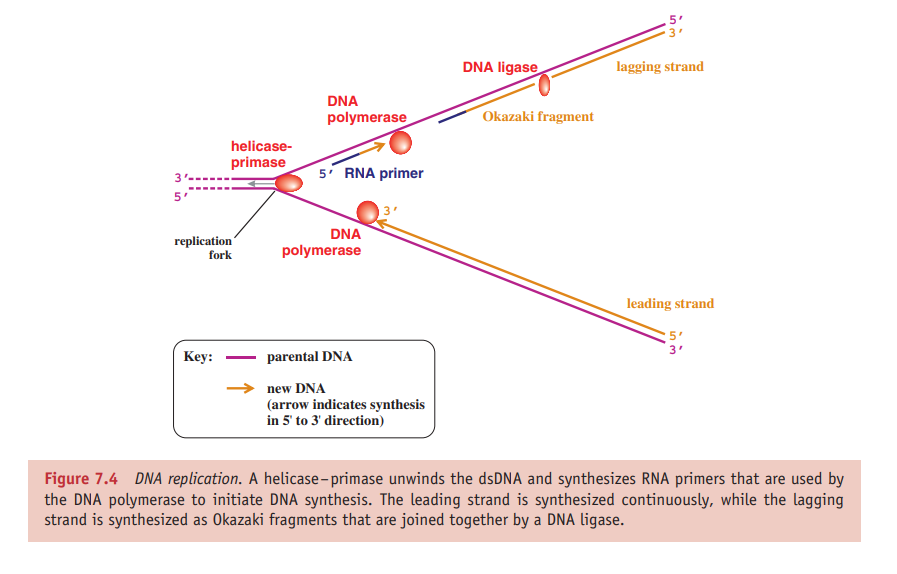 5′
3′
DNA ligase
lagging strand
DNA
polymerase
Okazaki fragment
helicase-
primase
3′
5′ RNA primer
5′
3′
replication
fork
DNA
polymerase
leading strand
5′
3′
Key:
parental DNA
new DNA
(arrow indicates synthesis
in 5' to 3' direction)
Figure 7.4 DNA replication. A helicase–primase unwinds the dsDNA and synthesizes RNA primers that are used by
the DNA polymerase to initiate DNA synthesis. The leading strand is synthesized continuously, while the lagging
strand is synthesized as Okazaki fragments that are joined together by a DNA ligase.